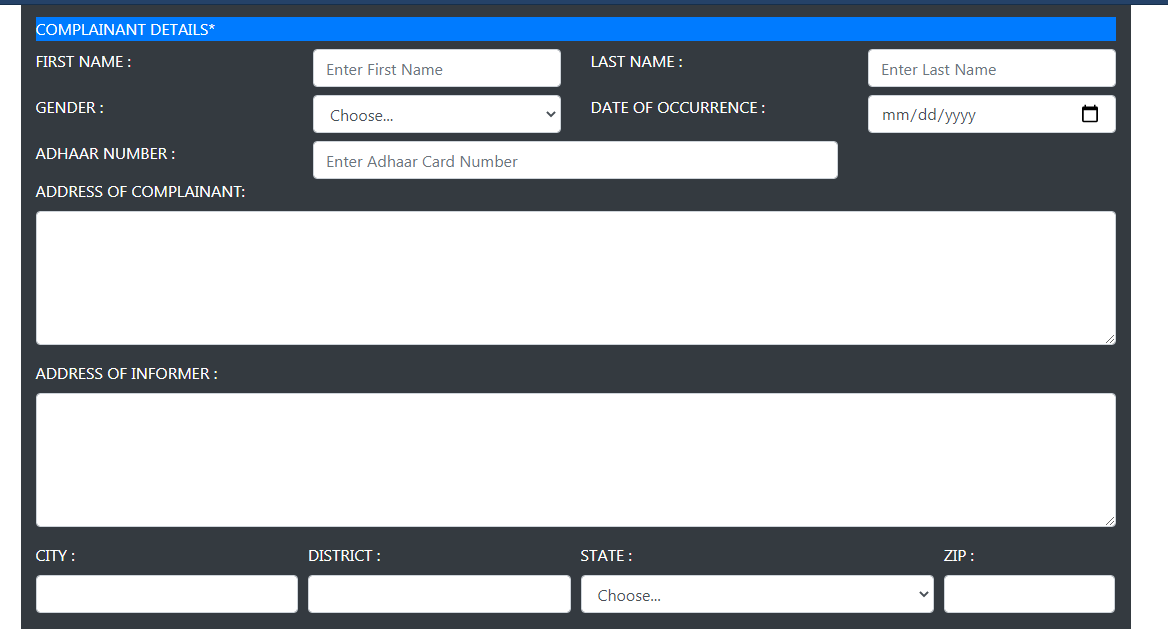 COMPLAINANT DETAILS*
FIRST NAME : Enter First Name LAST NAME : Enter Last Name
GENDER : Choose... DATE OF OCCURRENCE : mm/dd/yyyy
ADHAAR NUMBER : Enter Adhaar Card Number
ADDRESS OF COMPLAINANT:
ADDRESS OF INFORMER :
CITY : DISTRICT : STATE : ZIP :
Choose...